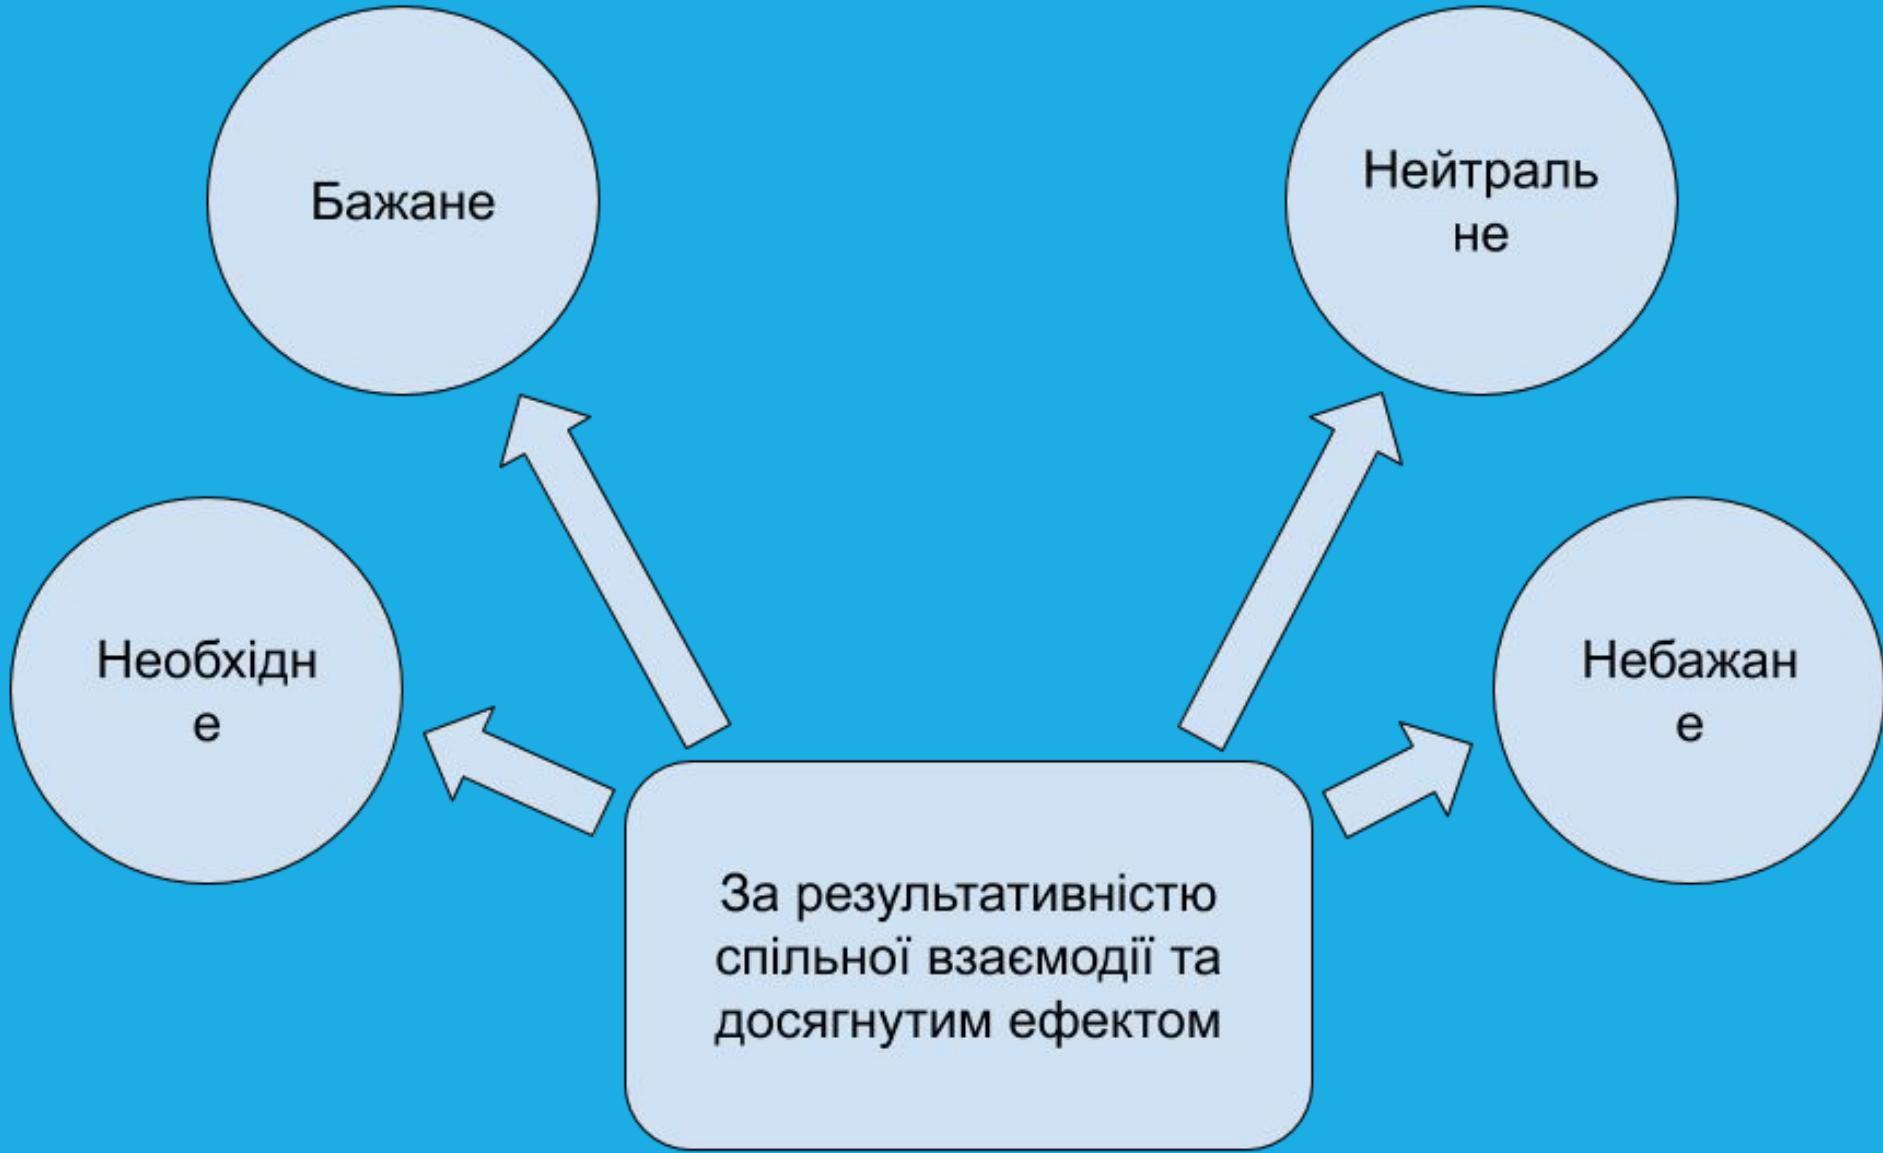 Бажане
Нейтраль
не
Необхідн
е
Небажан
е
За результативністю
спільної взаємодії та
досягнутим ефектом